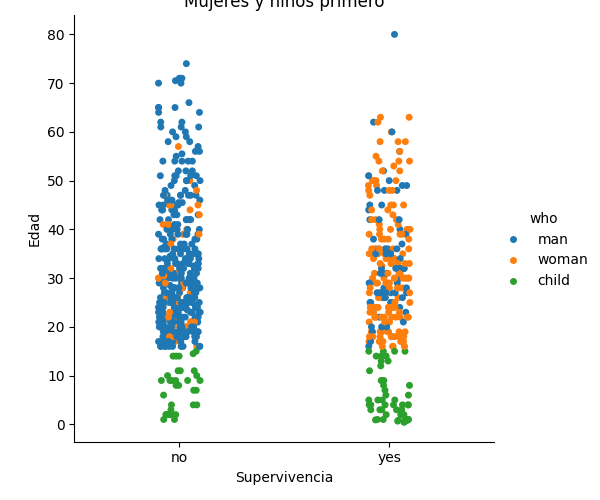 Mujeres y niños primero
80
70
60
50
40
30
20
10
0
Edad
no
yes
Supervivencia
who
man
woman
child